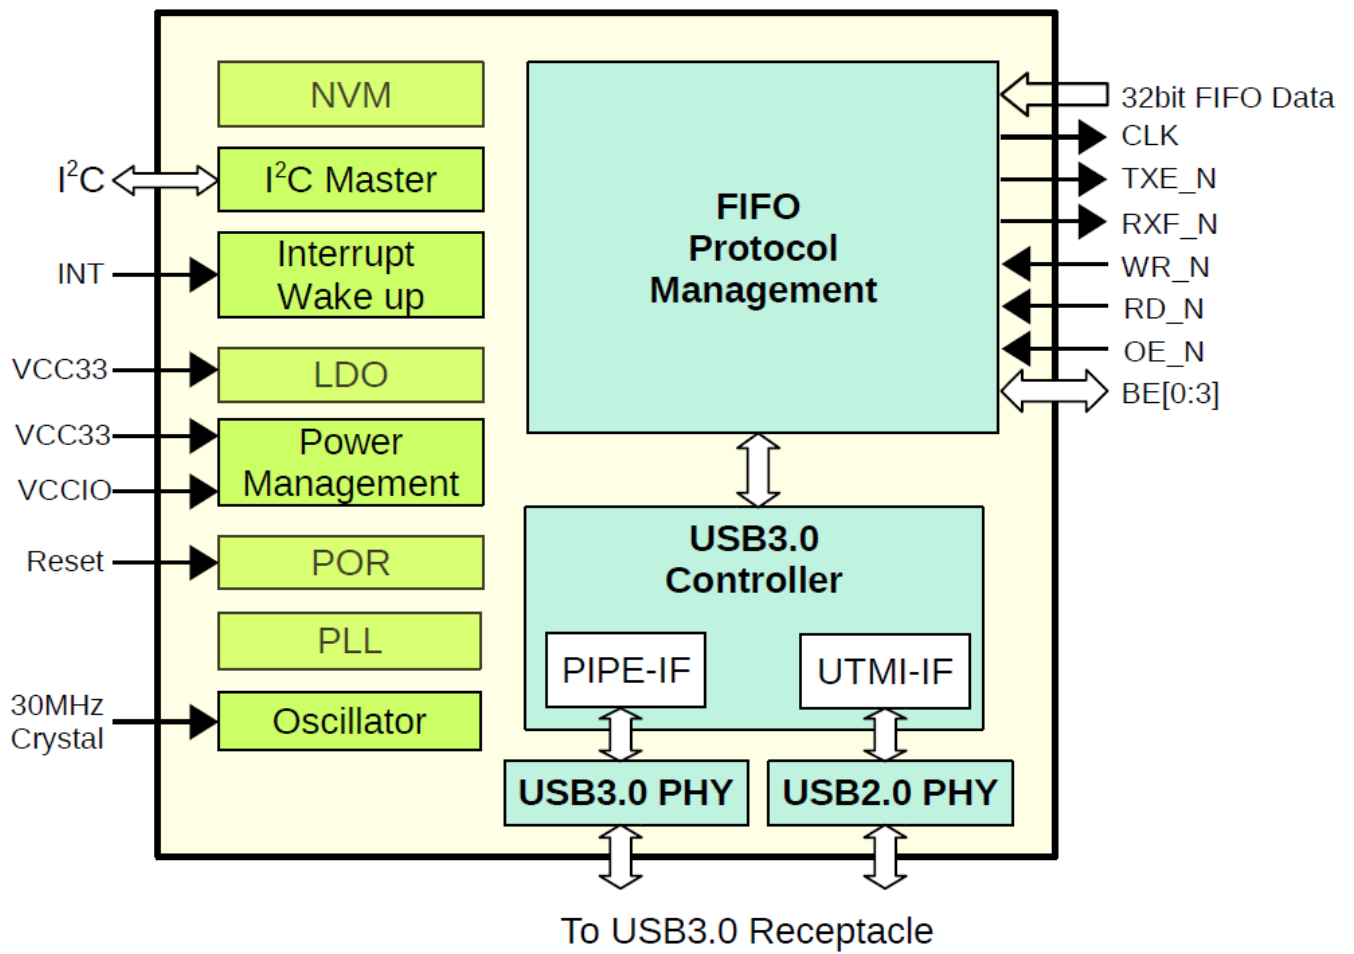 NVM
I²C
I²C Master
INT
Interrupt
Wake up
VCC33
LDO
VCC33
VCCIO
Power
Management
Reset
POR
PLL
30MHz
Crystal
Oscillator
FIFO
Protocol
Management
32bit FIFO Data
CLK
TXE_N
RXF_N
WR_N
RD_N
OE_N
BE[0:3]
USB3.0
Controller
PIPE-IF
UTMI-IF
USB3.0 PHY
USB2.0 PHY
To USB3.0 Receptacle